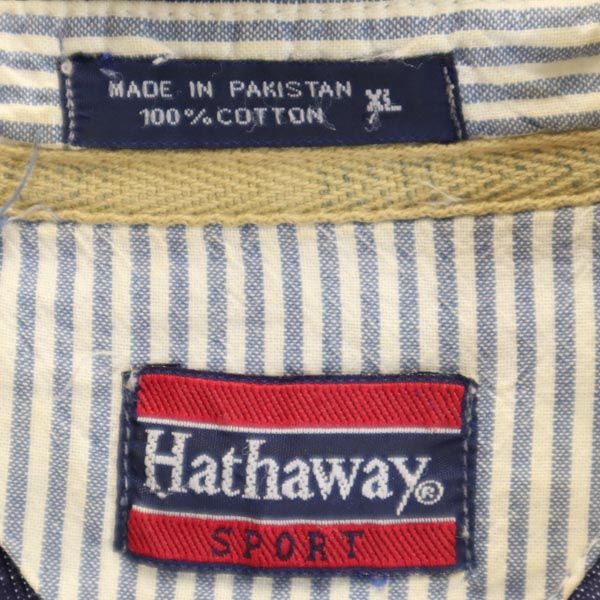 MADE IN PAKISTAN
100% COTTON
XL
Hathaway®
SPORT